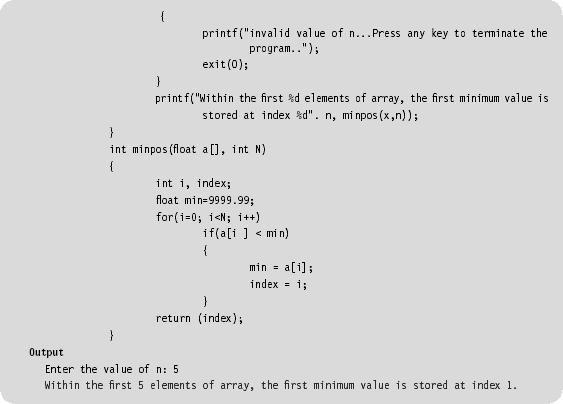 {
printf("invalid value of n...Press any key to terminate the
program..");
exit(0);
}
printf("Within the first %d elements of array, the first minimum value is
stored at index %d". n, minpos(x,n));
}
int minpos(float a[], int N)
{
int i, index;
float min=9999.99;
for(i=0; i<N; i++)
if(a[i ] < min)
{
min = a[i];
index = i;
}
return (index);
}
Output
Enter the value of n: 5
Within the first 5 elements of array, the first minimum value is stored at index 1.